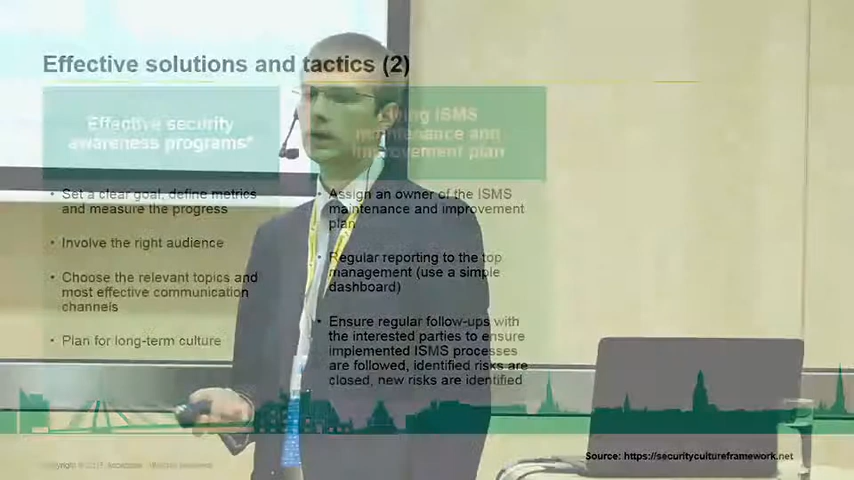 Effective solutions and tactics (2)
Effective security
awareness programs*
ISMS
maintenance and
improvement plan
• Set a clear goal, define metrics
and measure the progress
• Involve the right audience
• Choose the relevant topics and
most effective communication
channels
• Plan for long-term culture
• Assign an owner of the ISMS
maintenance and improvement
plan
• Regular reporting to the top
management (use a simple
dashboard)
• Ensure regular follow-ups with
the interested parties to ensure
implemented ISMS processes
are followed, identified risks are
closed, new risks are identified
Source: https://securitycultureframework.net